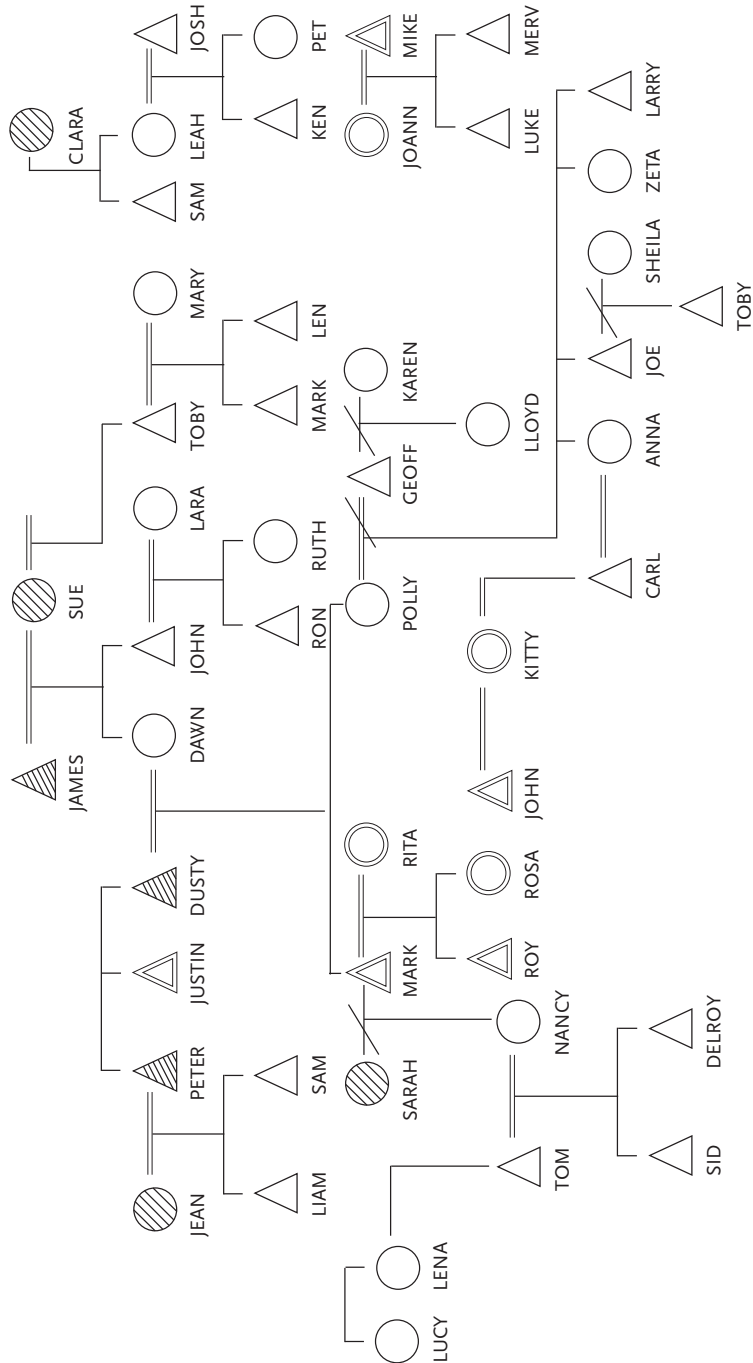 JAMES SUE CLARA
JEAN PETER JUSTIN DUSTY DAWN JOHN LARA TOBY MARY SAM LEAH JOSH
LIAM SAM RON RUTH MARK LEN KEN PET
SARAH MARK RITA POLLY GEOFF KAREN JOANN MIKE
LUCY LENA
ROY ROSA JOHN KITTY LLOYD LUKE MERV
TOM NANCY
CARL ANNA JOE SHEILA ZETA LARRY
SID DELROY
TOBY